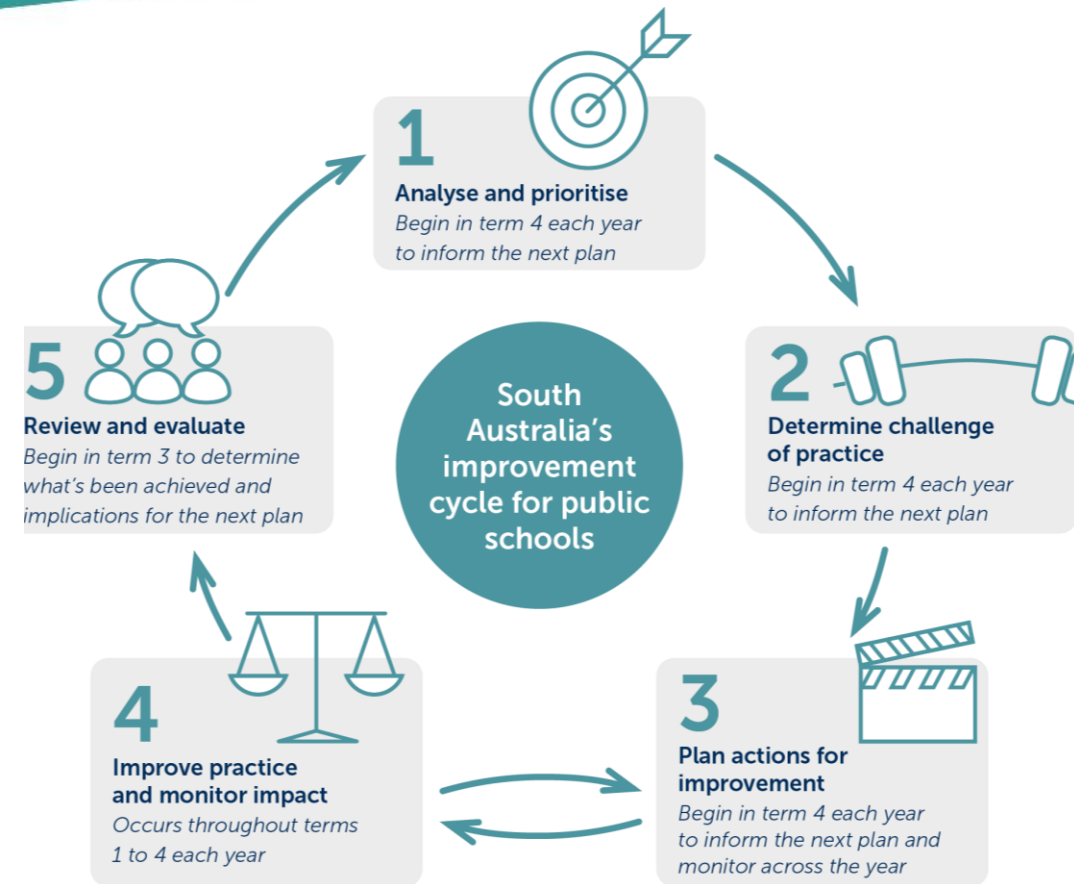 1
Analyse and prioritise
Begin in term 4 each year
to inform the next plan
2
Determine challenge
of practice
Begin in term 4 each year
to inform the next plan
3
Plan actions for
improvement
Begin in term 4 each year
to inform the next plan and
monitor across the year
4
Improve practice
and monitor impact
Occurs throughout terms
1 to 4 each year
5
Review and evaluate
Begin in term 3 to determine
what's been achieved and
implications for the next plan
South
Australia's
improvement
cycle for public
schools